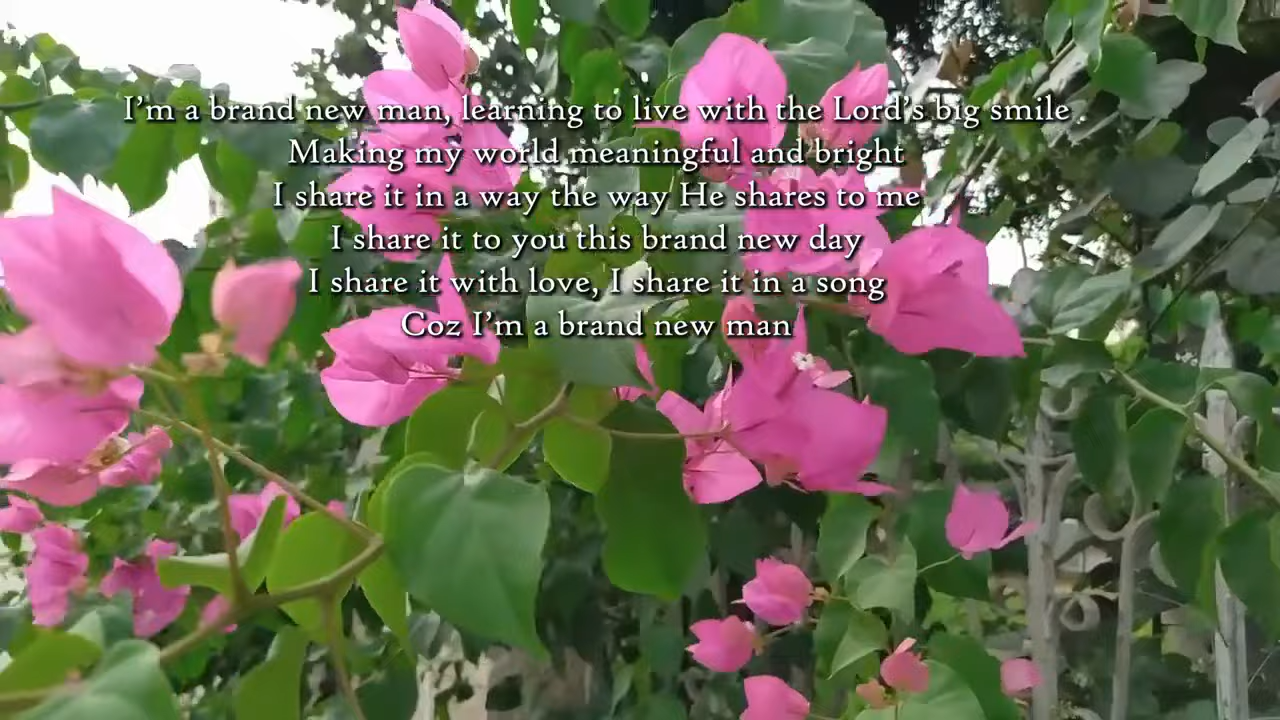 I'm a brand new man, learning to live with the Lord's big smile
Making my world meaningful and bright
I share it in a way the way He shares to me
I share it to you this brand new day
I share it with love, I share it in a song
Coz I'm a brand new man